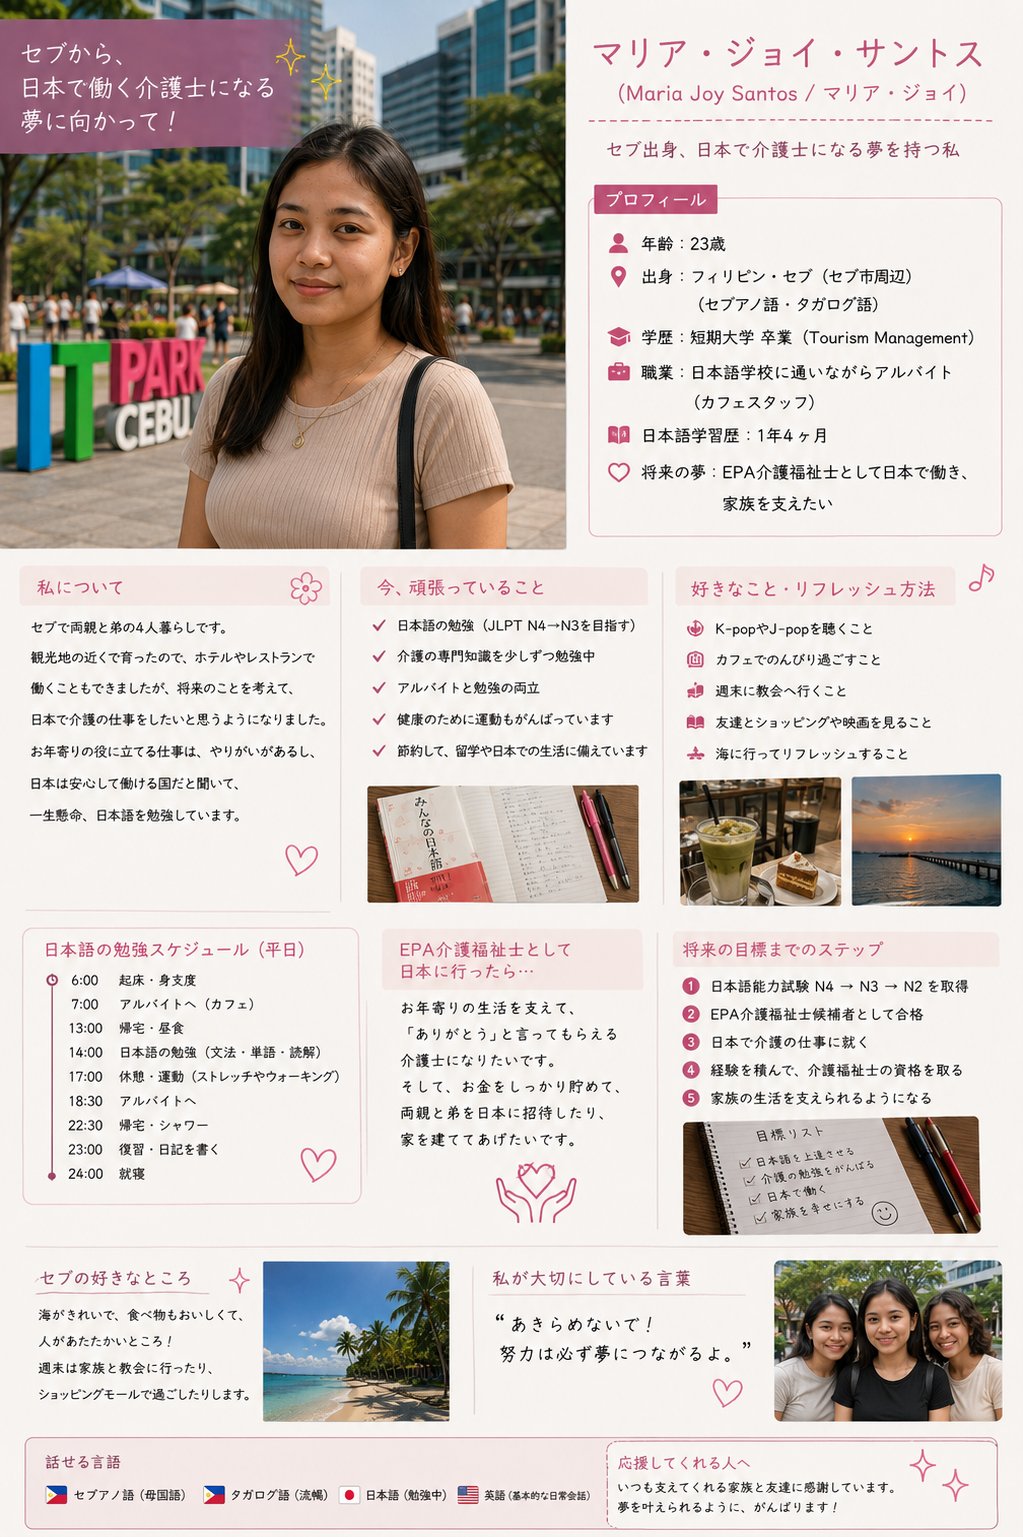 セブから、
日本で働く介護士になる
夢に向かって！
IT PARK
CEBU
マリア・ジョイ・サントス
(Maria Joy Santos / マリア・ジョイ)
セブ出身、日本で介護士になる夢を持つ私
プロフィール
年齢：23歳
出身：フィリピン・セブ（セブ市周辺）
（セブアノ語・タガログ語）
学歴：短期大学 卒業（Tourism Management）
職業：日本語学校に通いながらアルバイト
（カフェスタッフ）
日本語学習歴：1年4ヶ月
将来の夢：EPA介護福祉士として日本で働き、
家族を支えたい
私について
セブで両親と弟の4人暮らしです。
観光地の近くで育ったので、ホテルやレストランで
働くこともできましたが、将来のことを考えて、
日本で介護の仕事をしたいと思うようになりました。
お年寄りの役に立てる仕事は、やりがいがあるし、
日本は安心して働ける国だと聞いて、
一生懸命、日本語を勉強しています。
今、頑張っていること
日本語の勉強（JLPT N4→N3を目指す）
介護の専門知識を少しずつ勉強中
アルバイトと勉強の両立
健康のために運動もがんばっています
節約して、留学や日本での生活に備えています
みんなの日本語
好きなこと・リフレッシュ方法
K-popやJ-popを聴くこと
カフェでのんびり過ごすこと
週末に教会へ行くこと
友達とショッピングや映画を見ること
海に行ってリフレッシュすること
日本語の勉強スケジュール（平日）
6:00 起床・身支度
7:00 アルバイトへ（カフェ）
13:00 帰宅・昼食
14:00 日本語の勉強（文法・単語・読解）
17:00 休憩・運動（ストレッチやウォーキング）
18:30 アルバイトへ
22:30 帰宅・シャワー
23:00 復習・日記を書く
24:00 就寝
EPA介護福祉士として
日本に行ったら…
お年寄りの生活を支えて、
「ありがとう」と言ってもらえる
介護士になりたいです。
そして、お金をしっかり貯めて、
両親と弟を日本に招待したり、
家を建ててあげたいです。
将来の目標までのステップ
1 日本語能力試験 N4 → N3 → N2 を取得
2 EPA介護福祉士候補者として合格
3 日本で介護の仕事に就く
4 経験を積んで、介護福祉士の資格を取る
5 家族の生活を支えられるようになる
目標リスト
日本語を上達させる
介護の勉強をがんばる
日本で働く
家族を幸せにする
セブの好きなところ
海がきれいで、食べ物もおいしくて、
人があたたかいところ！
週末は家族と教会に行ったり、
ショッピングモールで過ごしたりします。
私が大切にしている言葉
“ あきらめないで！
努力は必ず夢につながるよ。”
話せる言語
セブアノ語（母国語） タガログ語（流暢） 日本語（勉強中） 英語（基本的な日常会話）
応援してくれる人へ
いつも支えてくれる家族と友達に感謝しています。
夢を叶えられるように、がんばります！